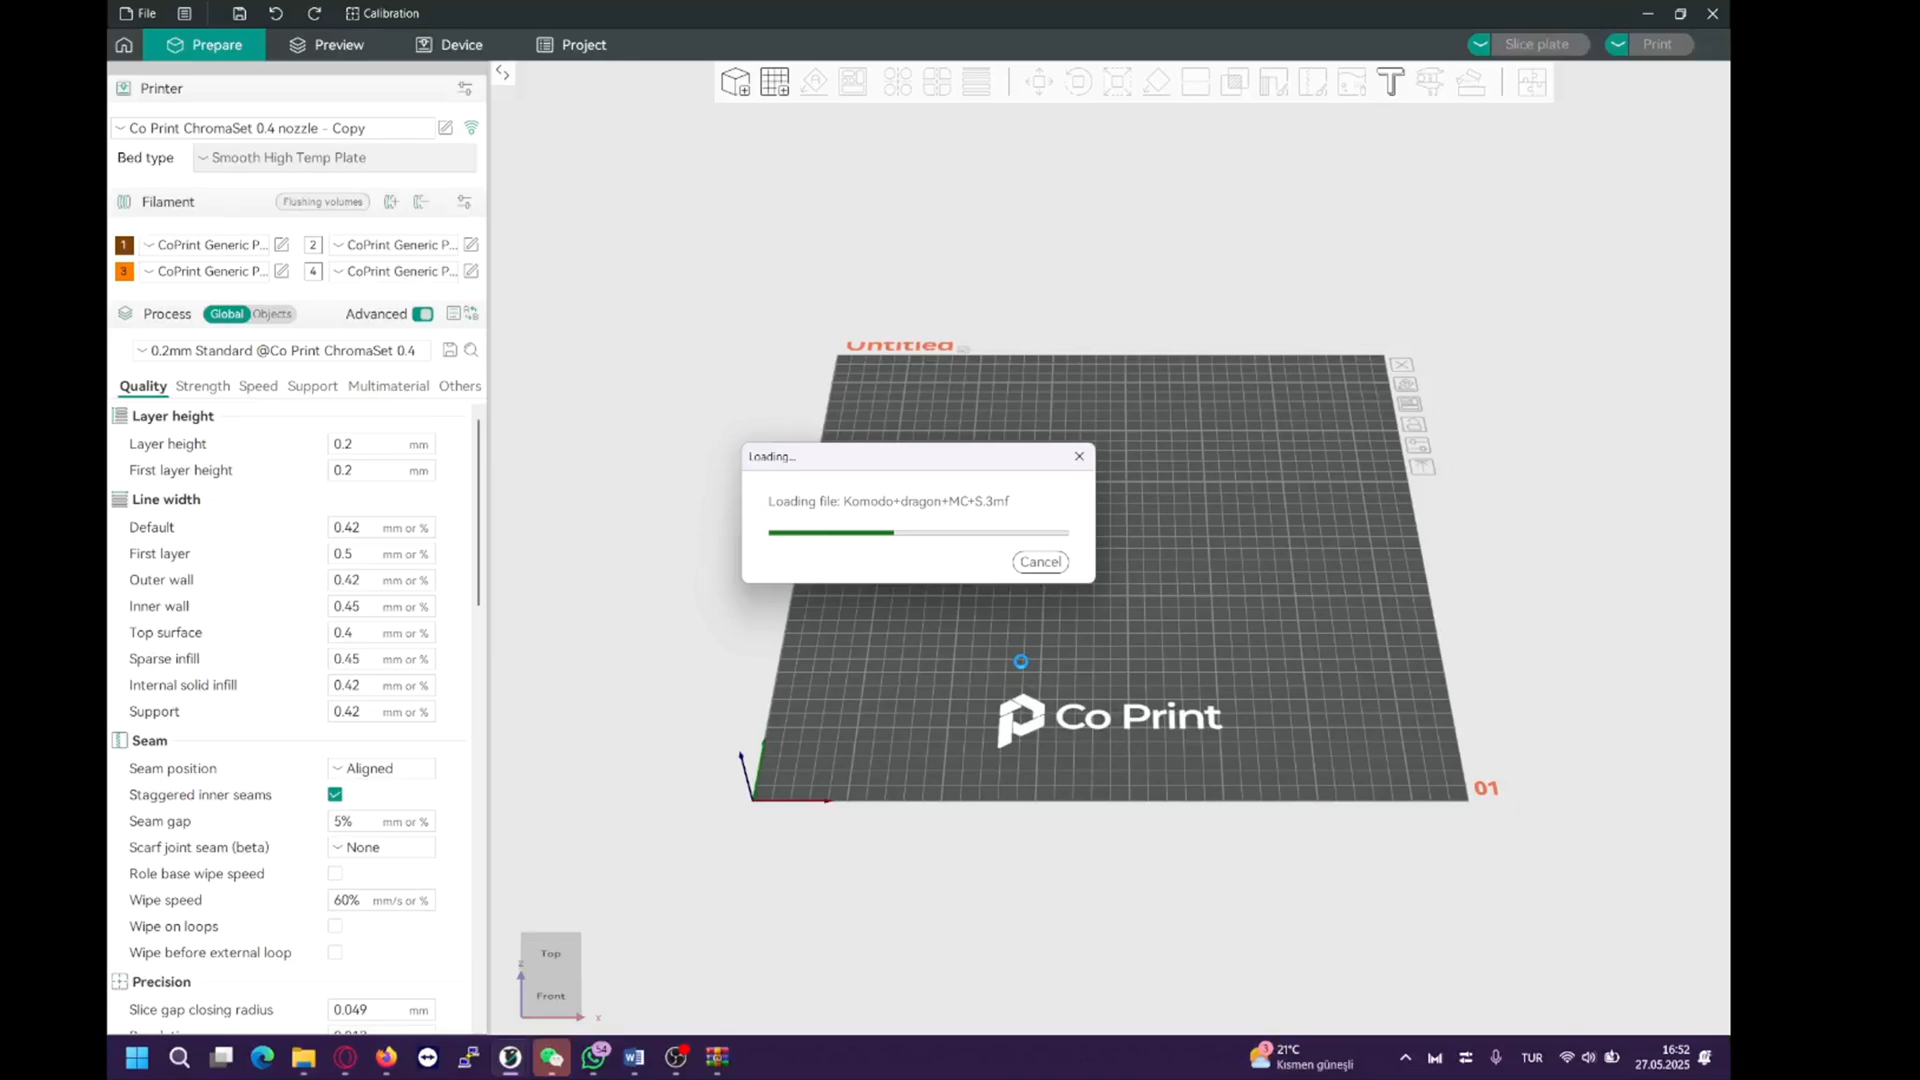 File
Calibration
Prepare
Preview
Device
Project
Slice plate
Print
Printer
Co Print ChromaSet 0.4 nozzle - Copy
Bed type
Smooth High Temp Plate
Filament
Flushing volumes
1 CoPrint Generic P... 2 CoPrint Generic P...
3 CoPrint Generic P... 4 CoPrint Generic P...
Process Global Objects Advanced
0.2mm Standard @Co Print ChromaSet 0.4
Quality Strength Speed Support Multimaterial Others
Layer height
Layer height 0.2 mm
First layer height 0.2 mm
Line width
Default 0.42 mm or %
First layer 0.5 mm or %
Outer wall 0.42 mm or %
Inner wall 0.45 mm or %
Top surface 0.4 mm or %
Sparse infill 0.45 mm or %
Internal solid infill 0.42 mm or %
Support 0.42 mm or %
Seam
Seam position Aligned
Staggered inner seams
Seam gap 5% mm or %
Scarf joint seam (beta) None
Role base wipe speed
Wipe speed 60% mm/s or %
Wipe on loops
Wipe before external loop
Precision
Slice gap closing radius 0.049 mm
Untitled
Loading...
Loading file: Komodo+dragon+MC+S.3mf
Cancel
Co Print
01
Top
Front
z
x
54
3
21°C
Kısmen güneşli
TUR
16:52
27.05.2025